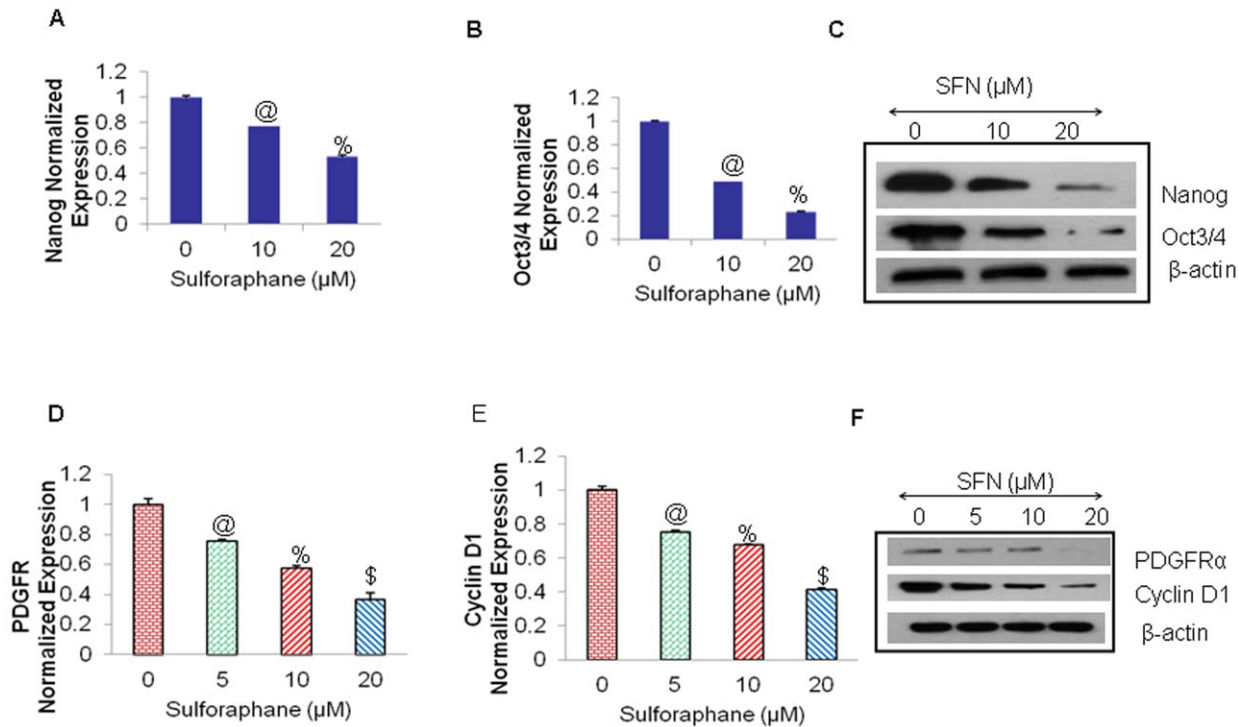 A
Nanog Normalized
Expression
1.2
1
0.8
0.6
0.4
0.2
0
@
%
0 10 20
Sulforaphane (µM)
B
Oct3/4 Normalized
Expression
1.2
1
0.8
0.6
0.4
0.2
0
@
%
0 10 20
Sulforaphane (µM)
C
SFN (µM)
0 10 20
Nanog
Oct3/4
β-actin
D
PDGFR
Normalized Expression
1.2
1
0.8
0.6
0.4
0.2
0
@
%
$
0 5 10 20
Sulforaphane (µM)
E
Cyclin D1
Normalized Expression
1.2
1
0.8
0.6
0.4
0.2
0
@
%
$
0 5 10 20
Sulforaphane (µM)
F
SFN (µM)
0 5 10 20
PDGFRα
Cyclin D1
β-actin